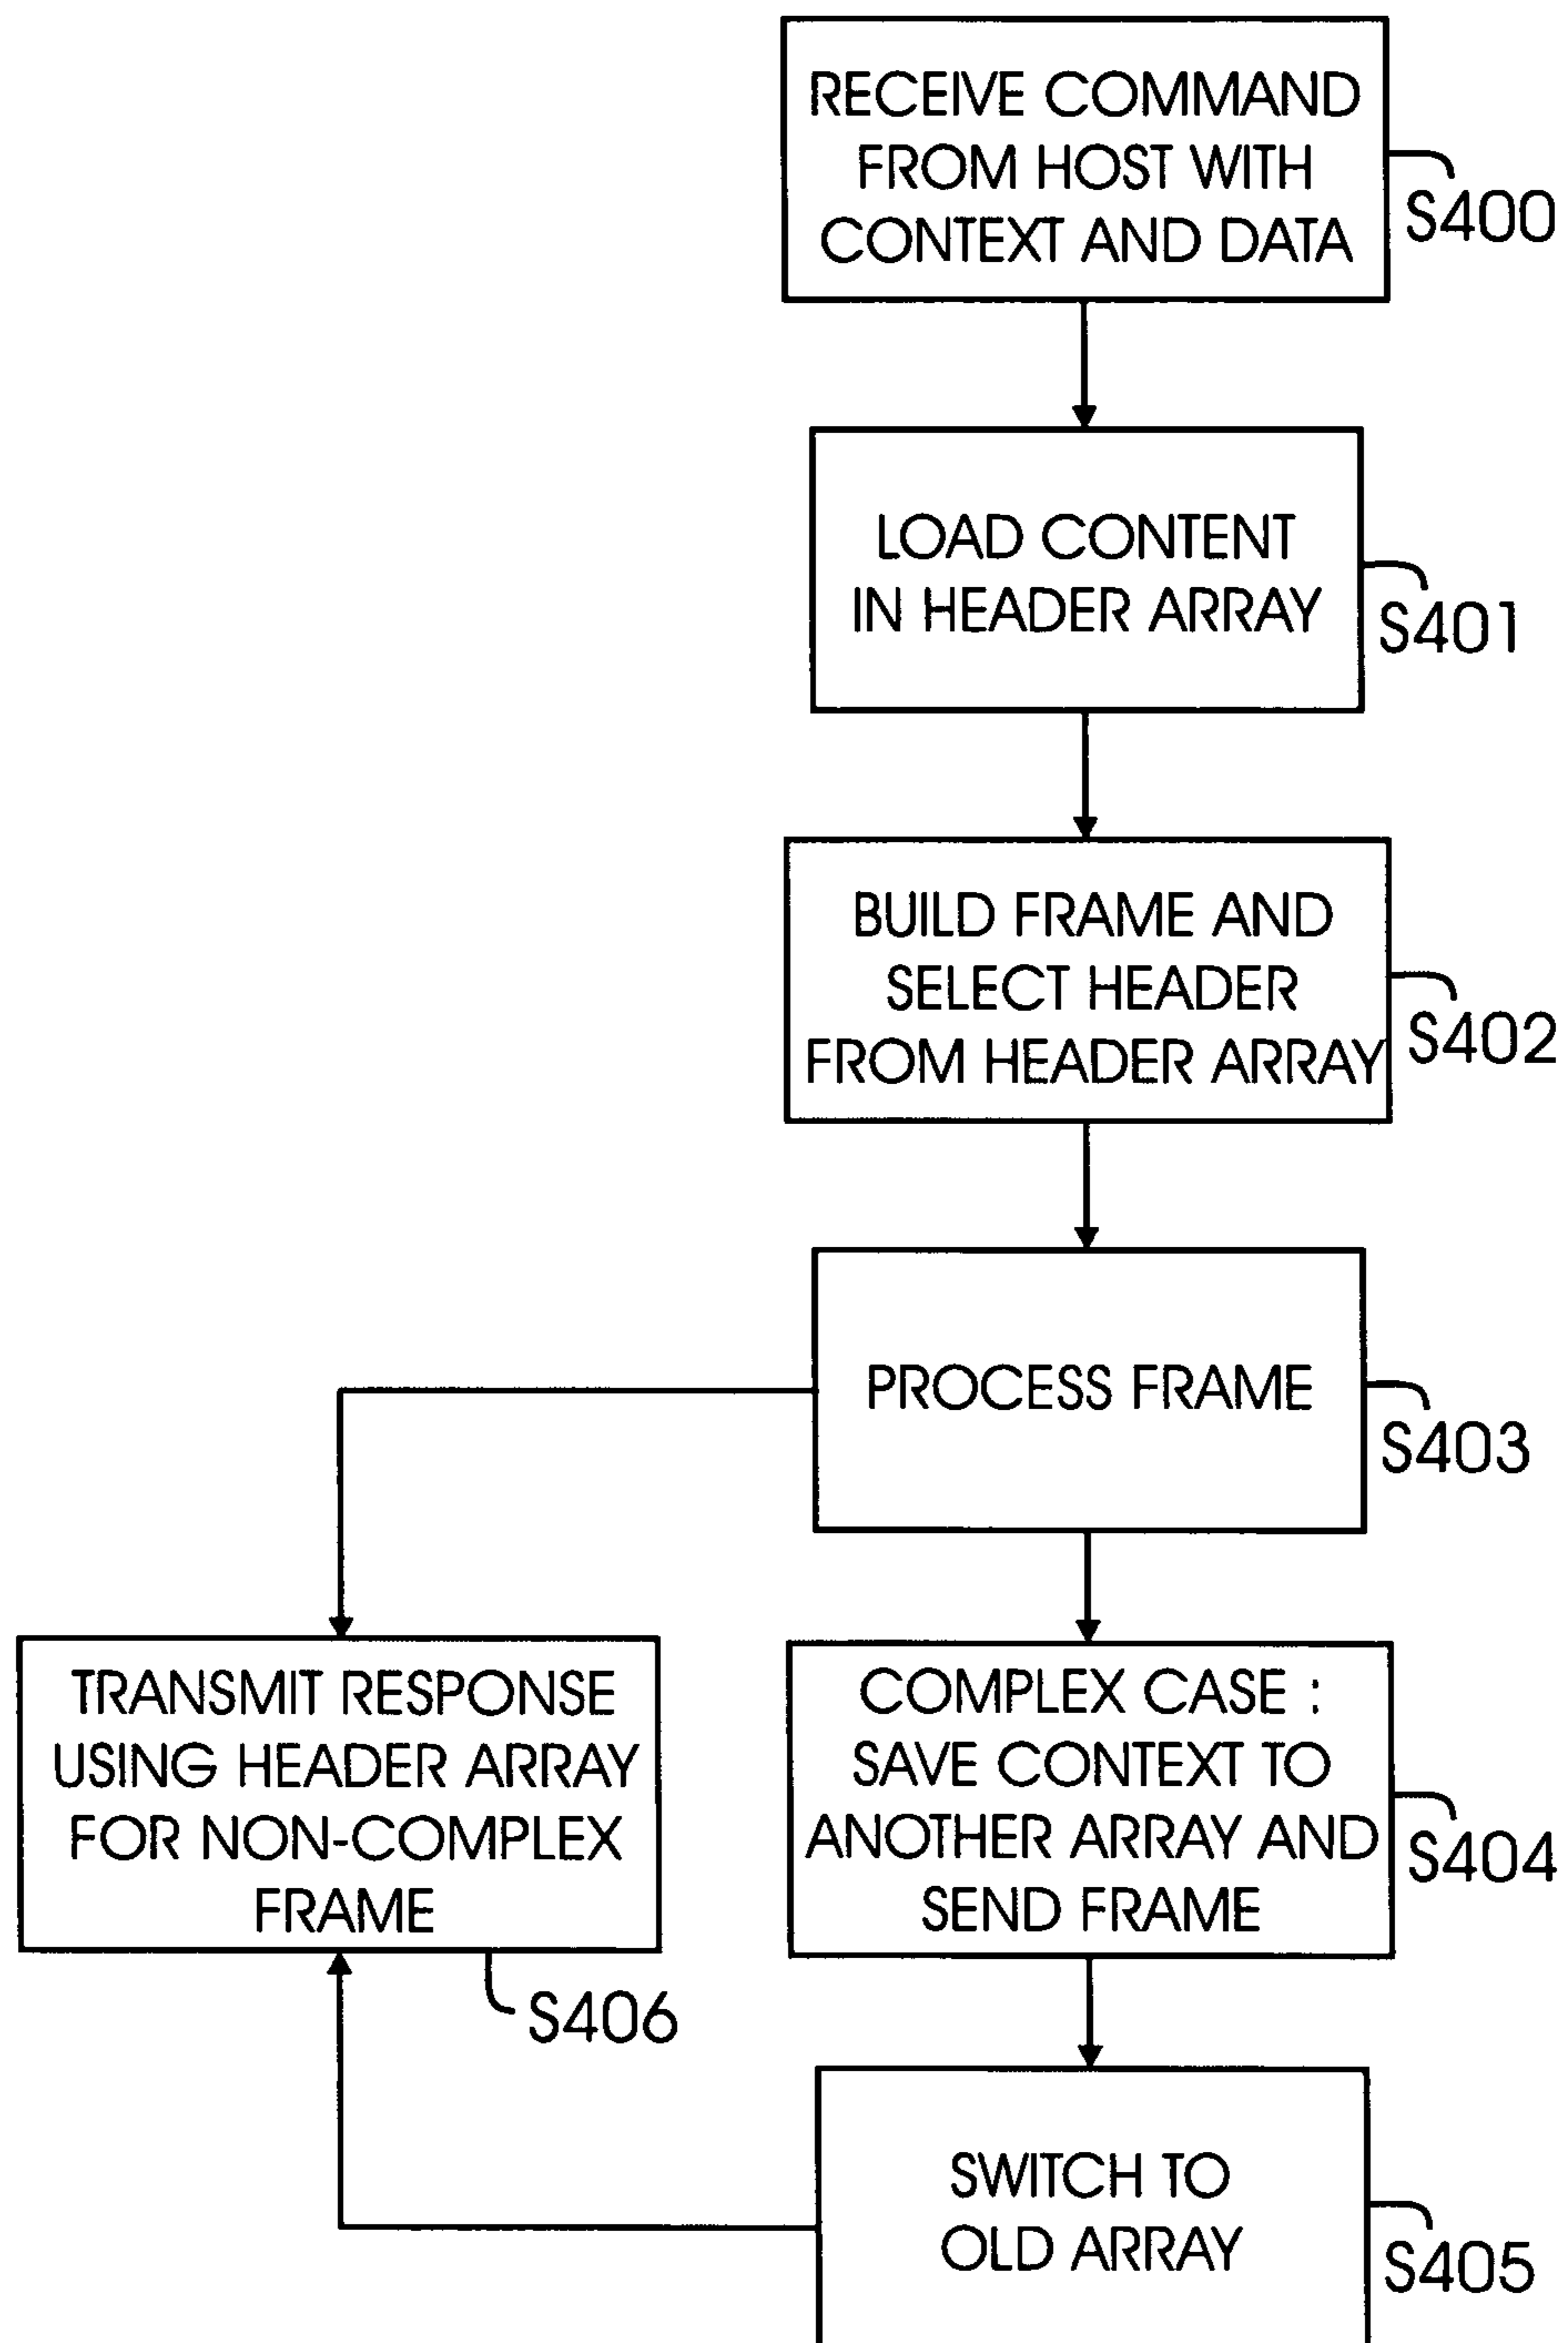 RECEIVE COMMAND
FROM HOST WITH
CONTEXT AND DATA
S400
LOAD CONTENT
IN HEADER ARRAY
S401
BUILD FRAME AND
SELECT HEADER
FROM HEADER ARRAY
S402
PROCESS FRAME
S403
TRANSMIT RESPONSE
USING HEADER ARRAY
FOR NON-COMPLEX
FRAME
S406
COMPLEX CASE :
SAVE CONTEXT TO
ANOTHER ARRAY AND
SEND FRAME
S404
SWITCH TO
OLD ARRAY
S405